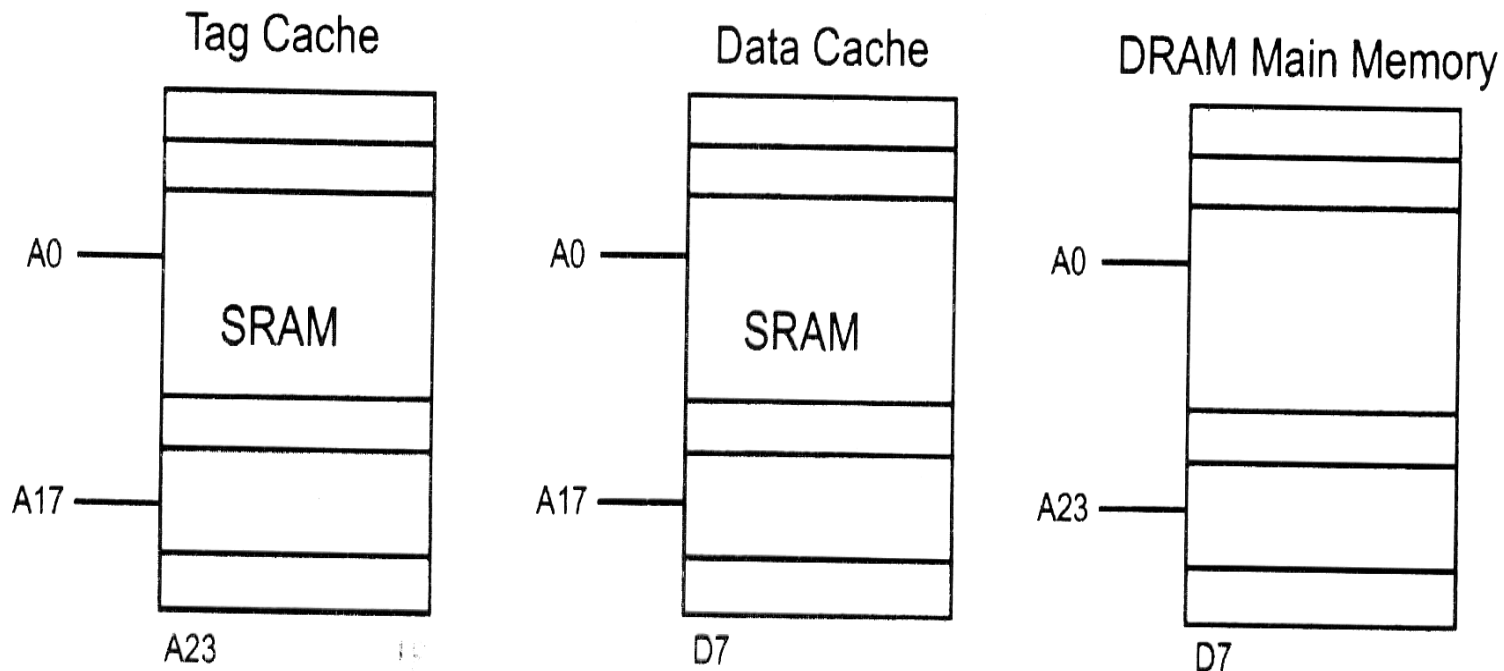 Tag Cache
Data Cache
DRAM Main Memory
A0
A0
A0
SRAM
SRAM
A17
A17
A23
A23
D7
D7